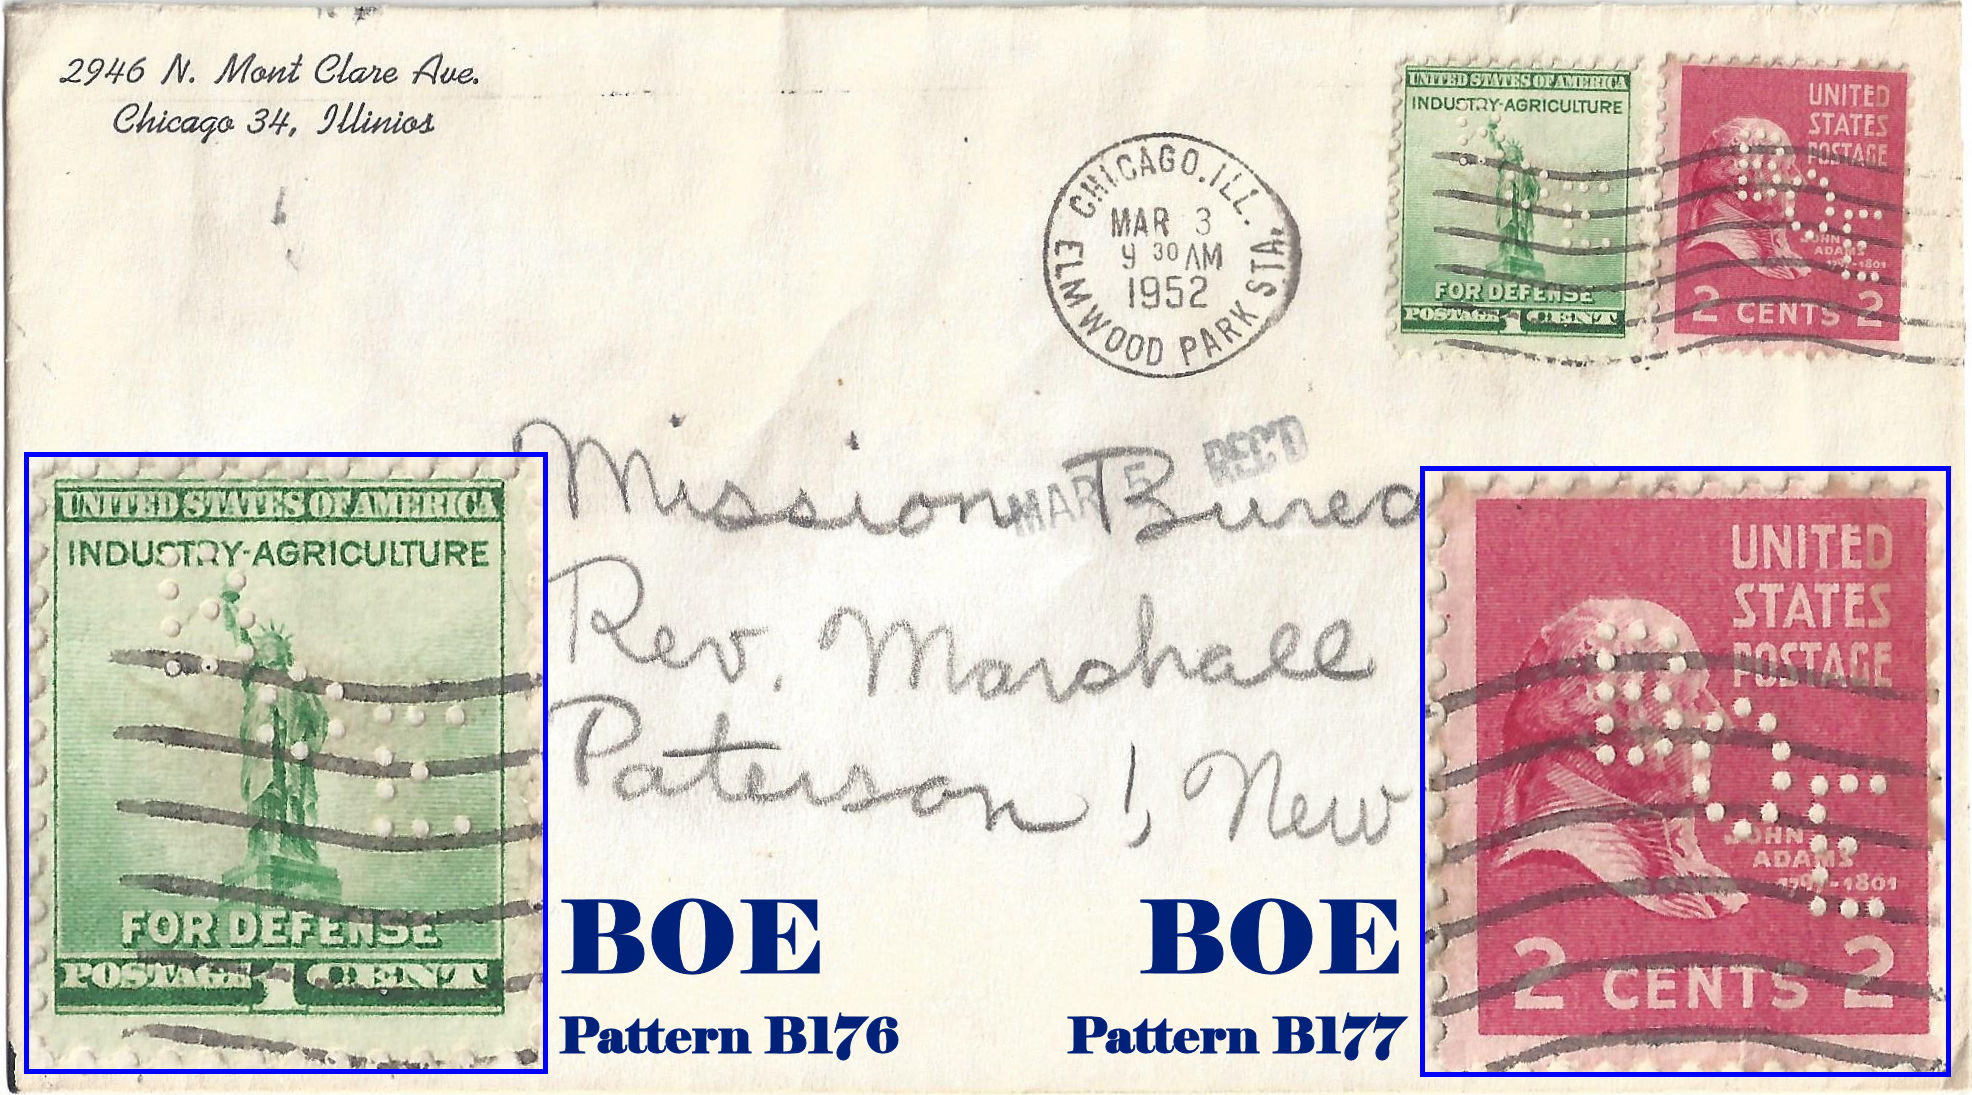 2946 N. Mont Clare Ave.
Chicago 34, Illinios
CHICAGO, ILL.
MAR 3
9 30 AM
1952
ELMWOOD PARK STA.
UNITED STATES OF AMERICA
INDUSTRY-AGRICULTURE
FOR DEFENSE
POSTAGE 1 CENT
UNITED
STATES
POSTAGE
JOHN
ADAMS
1797-1801
2 CENTS 2
Mission Burea
MAR 5 REC'D
Rev. Marshall
Paterson 1, New
UNITED STATES OF AMERICA
INDUSTRY-AGRICULTURE
FOR DEFENSE
POSTAGE 1 CENT
BOE
Pattern B176
BOE
Pattern B177
UNITED
STATES
POSTAGE
JOHN
ADAMS
1797-1801
2 CENTS 2